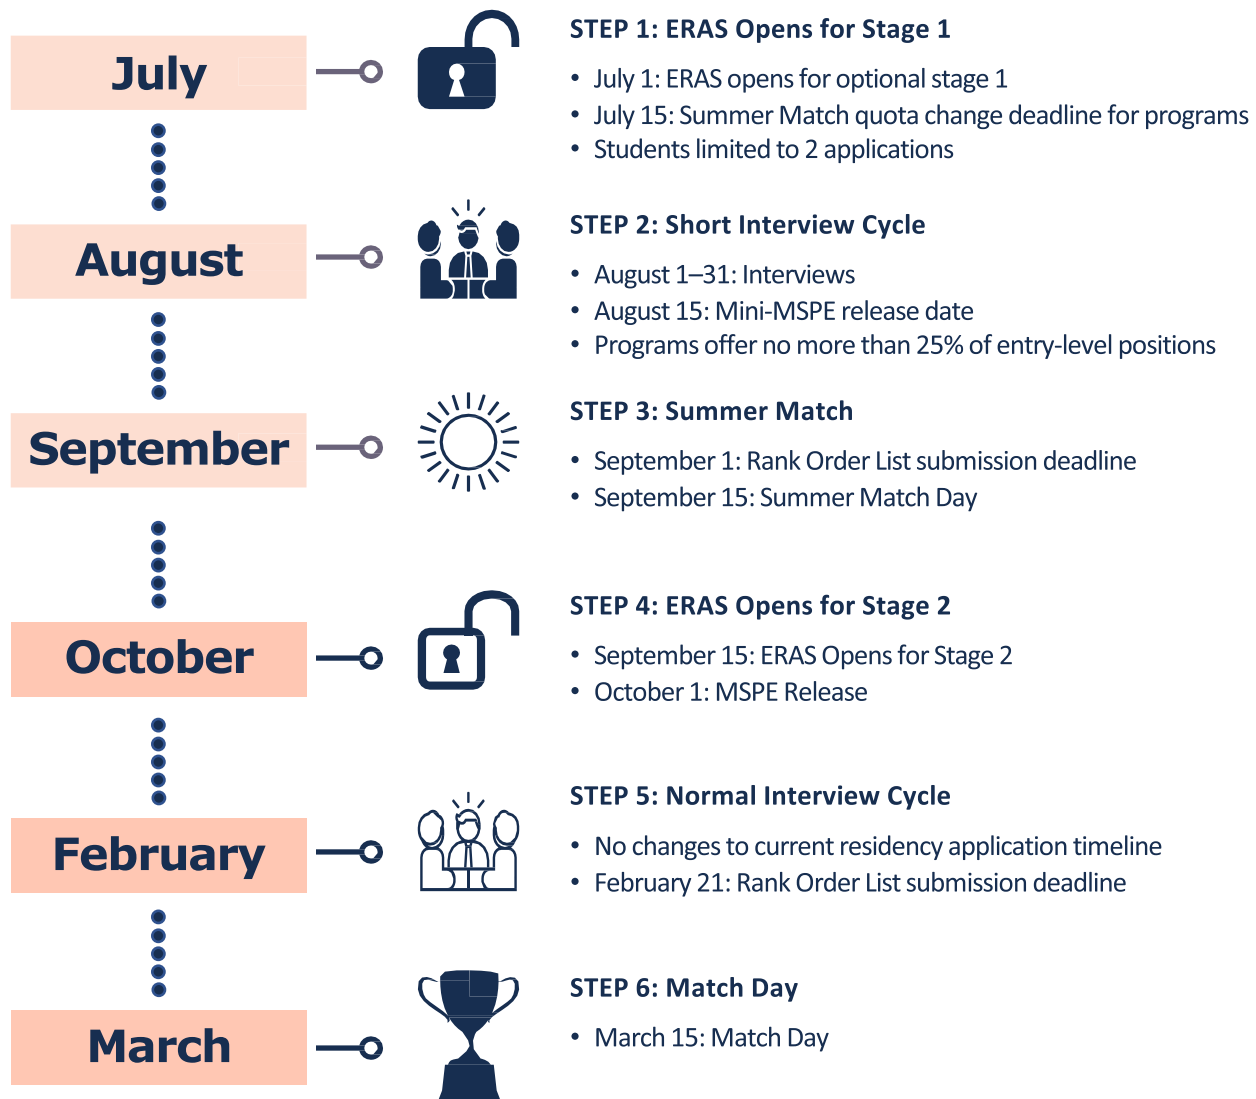 July
STEP 1: ERAS Opens for Stage 1
• July 1: ERAS opens for optional stage 1
• July 15: Summer Match quota change deadline for programs
• Students limited to 2 applications
August
STEP 2: Short Interview Cycle
• August 1–31: Interviews
• August 15: Mini-MSPE release date
• Programs offer no more than 25% of entry-level positions
September
STEP 3: Summer Match
• September 1: Rank Order List submission deadline
• September 15: Summer Match Day
October
STEP 4: ERAS Opens for Stage 2
• September 15: ERAS Opens for Stage 2
• October 1: MSPE Release
February
STEP 5: Normal Interview Cycle
• No changes to current residency application timeline
• February 21: Rank Order List submission deadline
March
STEP 6: Match Day
• March 15: Match Day